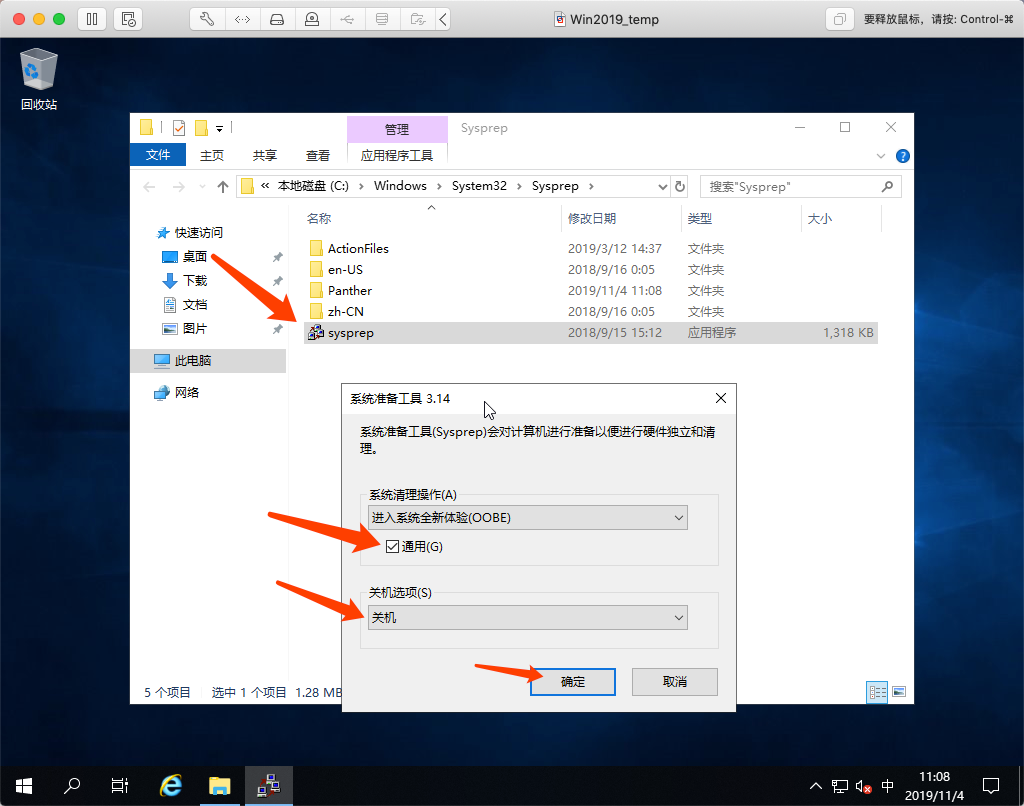 Win2019_temp
要释放鼠标，请按: Control-⌘
回收站
管理
Sysprep
文件
主页
共享
查看
应用程序工具
« 本地磁盘 (C:) › Windows › System32 › Sysprep ›
搜索"Sysprep"
名称 修改日期 类型 大小
快速访问
桌面
下载
文档
图片
此电脑
网络
ActionFiles 2019/3/12 14:37 文件夹
en-US 2018/9/16 0:05 文件夹
Panther 2019/11/4 11:08 文件夹
zh-CN 2018/9/16 0:05 文件夹
sysprep 2018/9/15 15:12 应用程序 1,318 KB
系统准备工具 3.14
系统准备工具(Sysprep)会对计算机进行准备以便进行硬件独立和清
理。
系统清理操作(A)
进入系统全新体验(OOBE)
通用(G)
关机选项(S)
关机
确定
取消
5 个项目 选中 1 个项目 1.28 MB
中
11:08
2019/11/4